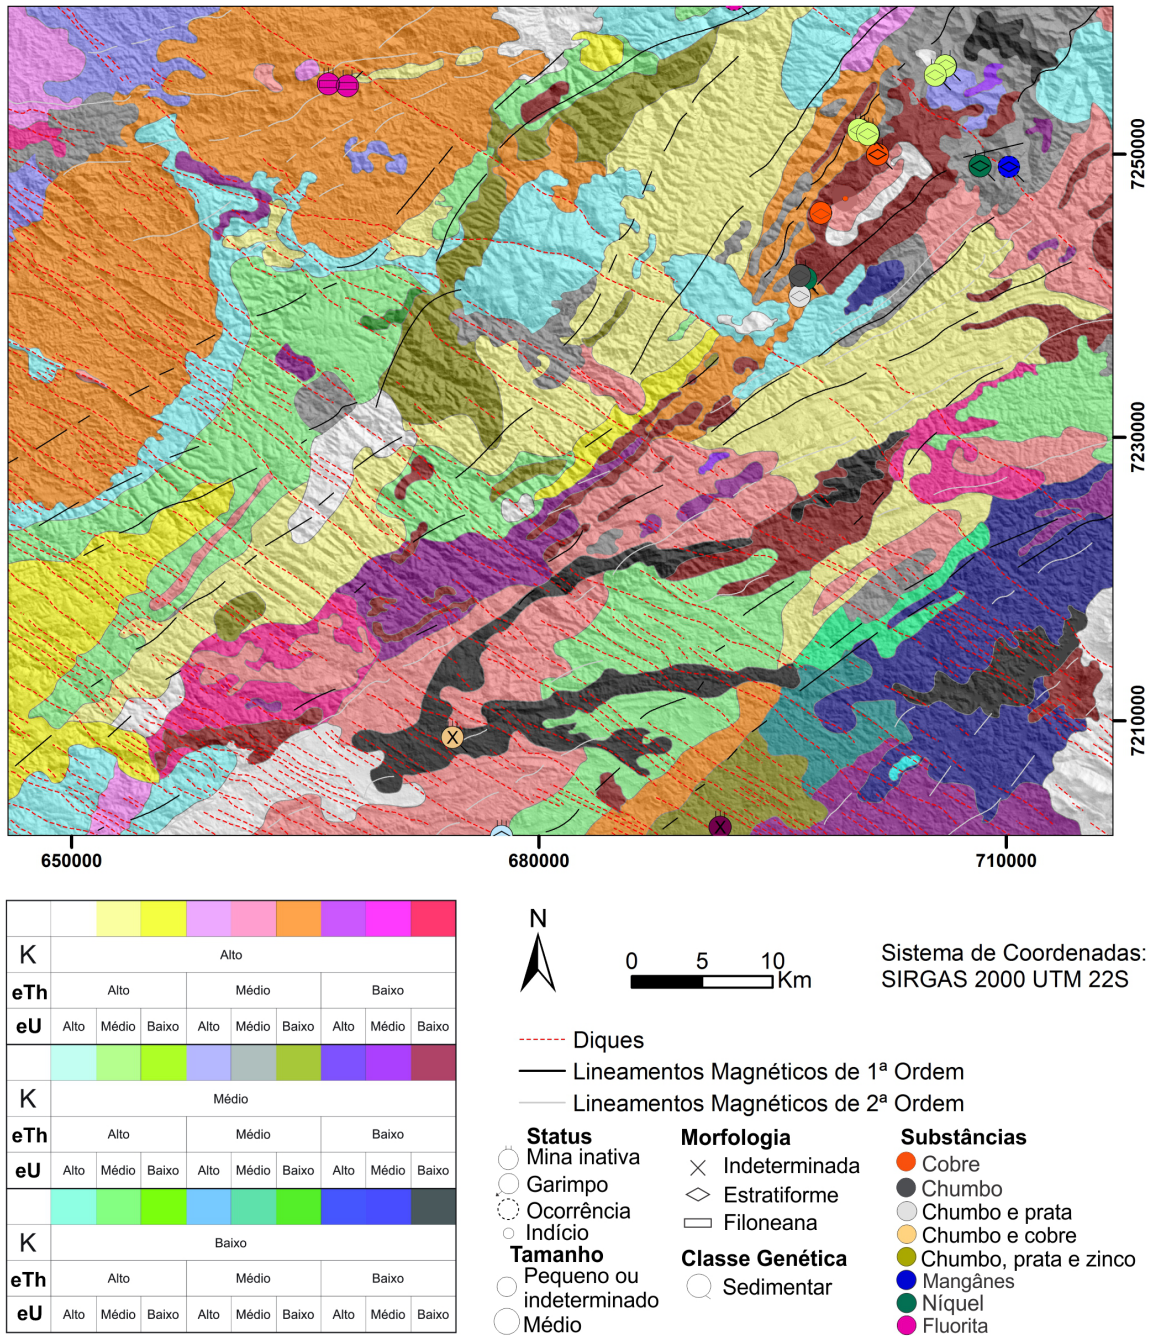 7250000
7230000
7210000
650000
680000
710000
K
Alto
eTh
Alto
Médio
Baixo
eU
Alto
Médio
Baixo
Alto
Médio
Baixo
Alto
Médio
Baixo
K
Médio
eTh
Alto
Médio
Baixo
eU
Alto
Médio
Baixo
Alto
Médio
Baixo
Alto
Médio
Baixo
K
Baixo
eTh
Alto
Médio
Baixo
eU
Alto
Médio
Baixo
Alto
Médio
Baixo
Alto
Médio
Baixo
N
0
5
10
Km
Sistema de Coordenadas:
SIRGAS 2000 UTM 22S
Diques
Lineamentos Magnéticos de 1ª Ordem
Lineamentos Magnéticos de 2ª Ordem
Status
Mina inativa
Garimpo
Ocorrência
Indício
Tamanho
Pequeno ou
indeterminado
Médio
Morfologia
Indeterminada
Estratiforme
Filoneana
Classe Genética
Sedimentar
Substâncias
Cobre
Chumbo
Chumbo e prata
Chumbo e cobre
Chumbo, prata e zinco
Mangânes
Níquel
Fluorita